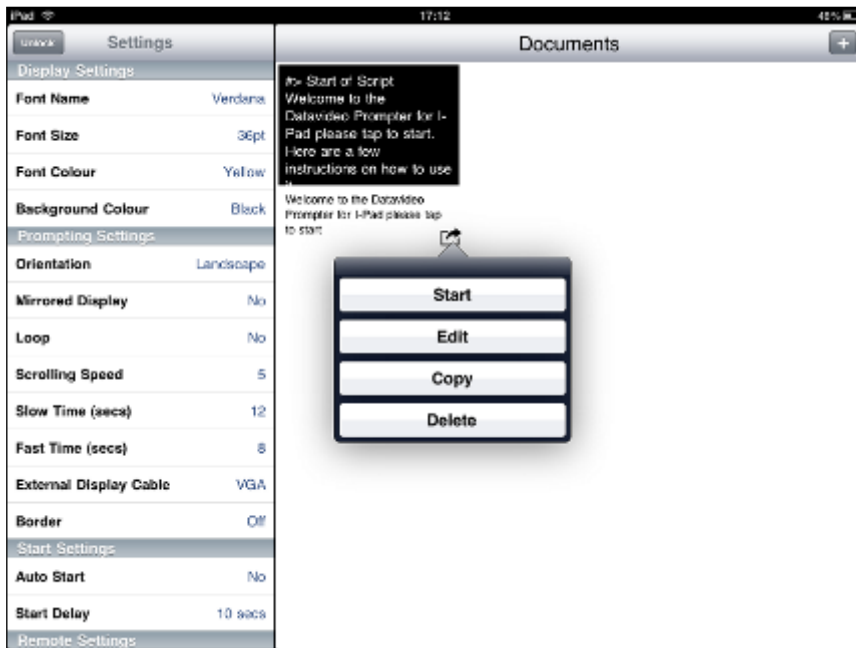 iPad 17:12 48%
Unlock Settings
Documents +
Display Settings
Font Name Verdana
Font Size 36pt
Font Colour Yellow
Background Colour Black
Prompting Settings
Orientation Landscape
Mirrored Display No
Loop No
Scrolling Speed 5
Slow Time (secs) 12
Fast Time (secs) 8
External Display Cable VGA
Border Off
Start Settings
Auto Start No
Start Delay 10 secs
Remote Settings
#> Start of Script
Welcome to the
Datavideo Prompter for I-
Pad please tap to start.
Here are a few
instructions on how to use
Welcome to the Datavideo
Prompter for I-Pad please tap
to start
Start
Edit
Copy
Delete